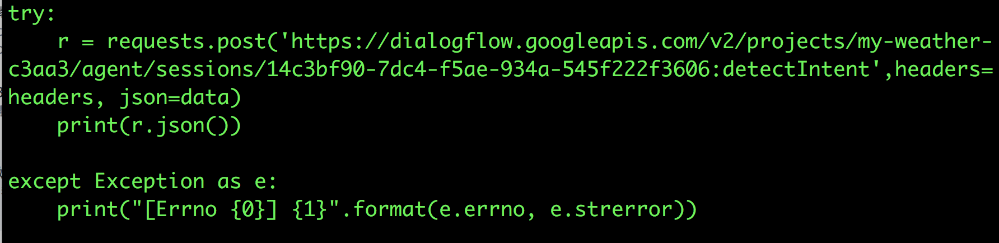 try:
    r = requests.post('https://dialogflow.googleapis.com/v2/projects/my-weather-
c3aa3/agent/sessions/14c3bf90-7dc4-f5ae-934a-545f222f3606:detectIntent',headers=
headers, json=data)
    print(r.json())

except Exception as e:
    print("[Errno {0}] {1}".format(e.errno, e.strerror))